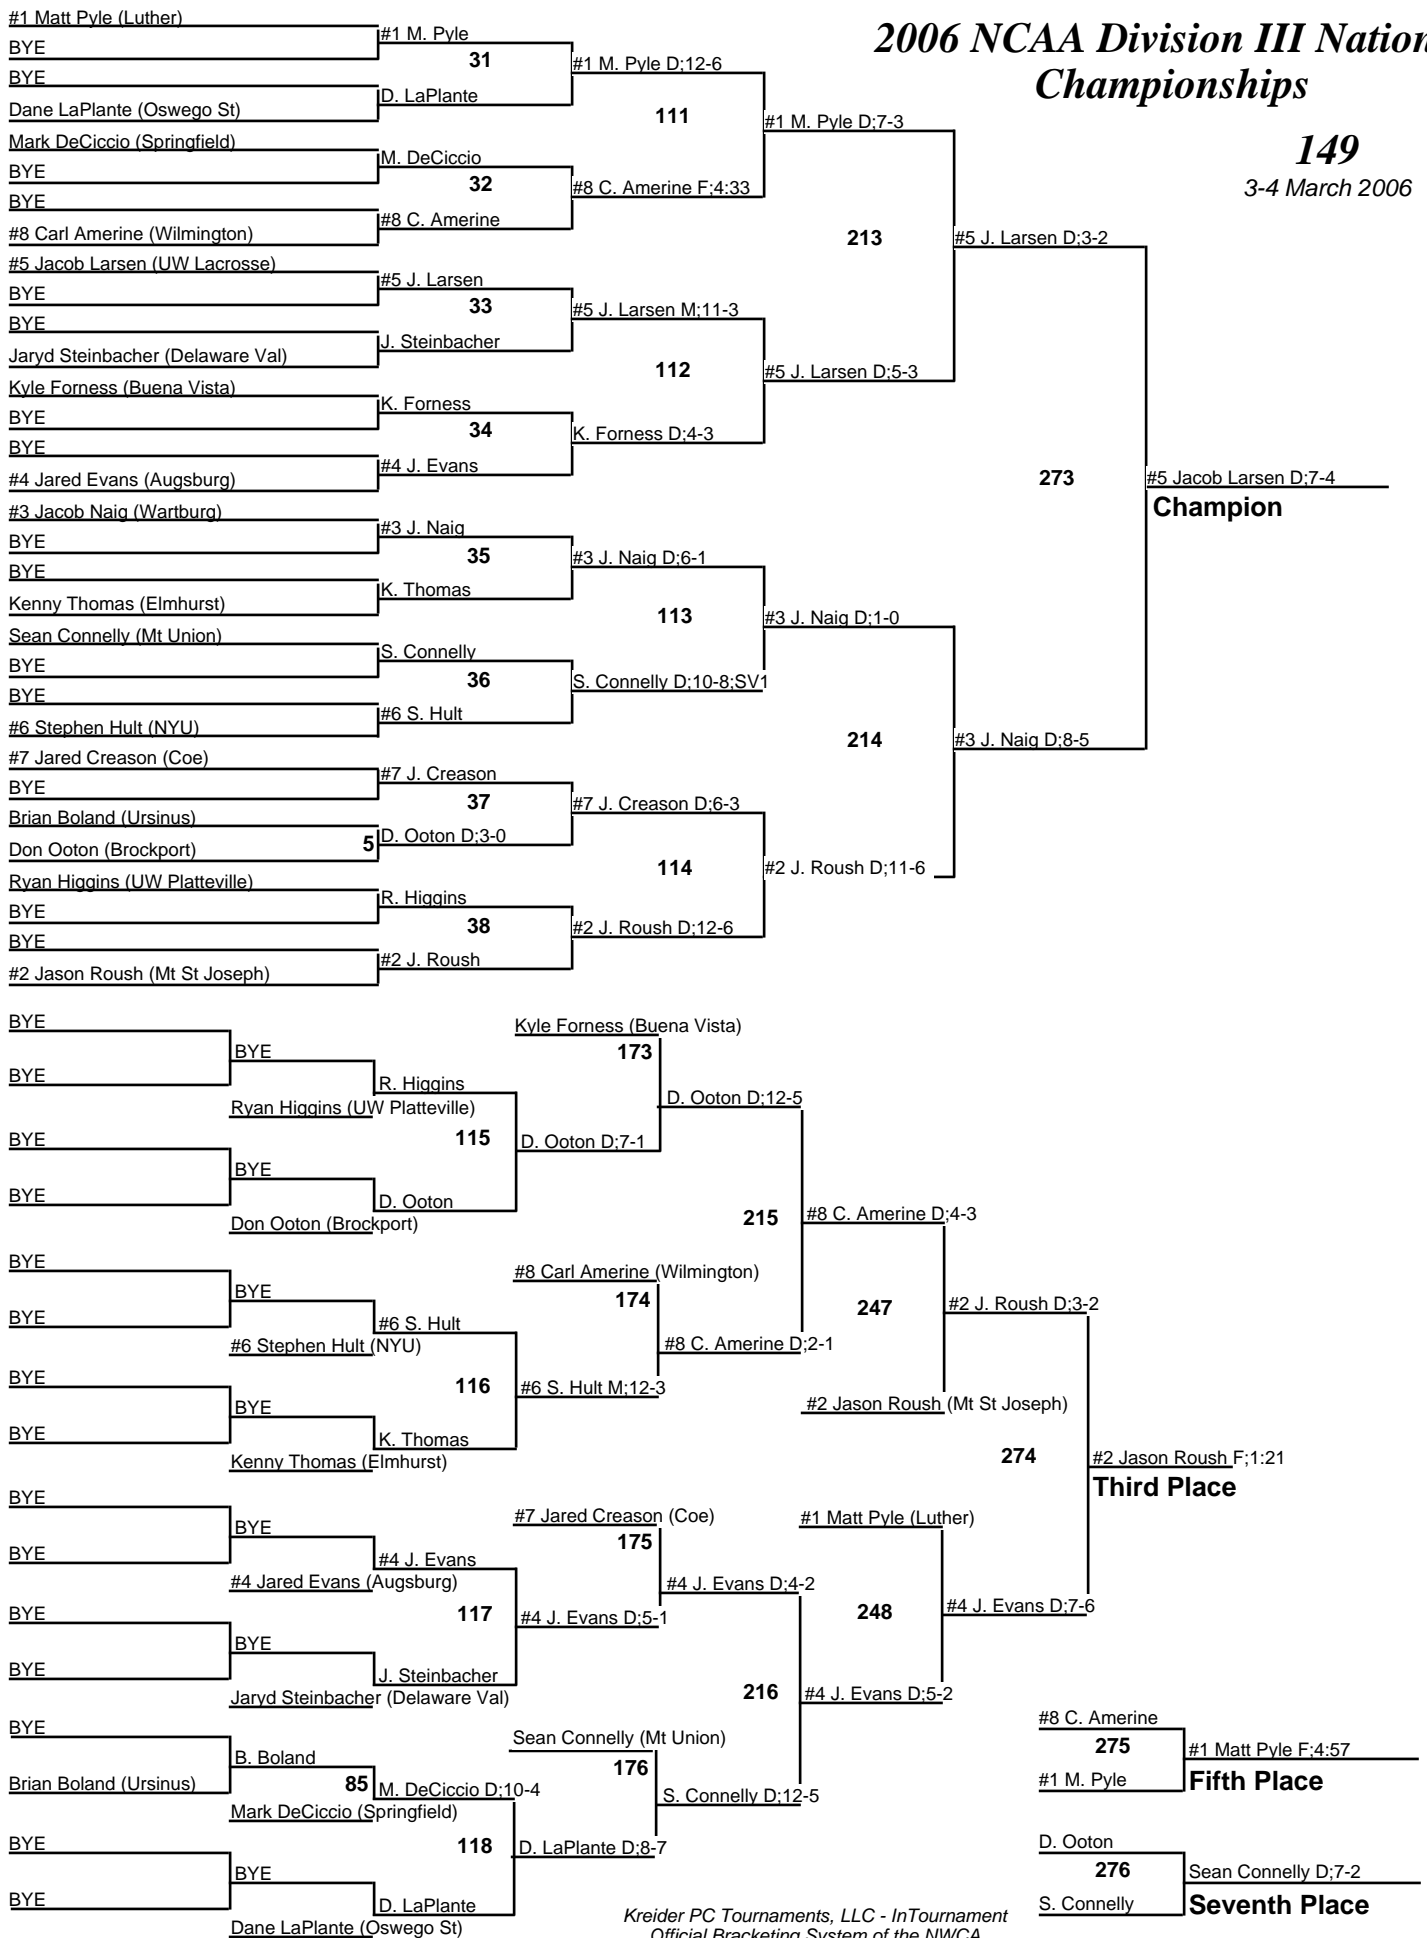 2006 NCAA Division III Nation
Championships
149
3-4 March 2006
#1 Matt Pyle (Luther)
BYE
BYE
Dane LaPlante (Oswego St)
Mark DeCiccio (Springfield)
BYE
BYE
#8 Carl Amerine (Wilmington)
#5 Jacob Larsen (UW Lacrosse)
BYE
BYE
Jaryd Steinbacher (Delaware Val)
Kyle Forness (Buena Vista)
BYE
BYE
#4 Jared Evans (Augsburg)
#3 Jacob Naig (Wartburg)
BYE
BYE
Kenny Thomas (Elmhurst)
Sean Connelly (Mt Union)
BYE
BYE
#6 Stephen Hult (NYU)
#7 Jared Creason (Coe)
BYE
Brian Boland (Ursinus)
Don Ooton (Brockport)
5
Ryan Higgins (UW Platteville)
BYE
BYE
#2 Jason Roush (Mt St Joseph)
#1 M. Pyle
31
D. LaPlante
M. DeCiccio
32
#8 C. Amerine
#5 J. Larsen
33
J. Steinbacher
K. Forness
34
#4 J. Evans
#3 J. Naig
35
K. Thomas
S. Connelly
36
#6 S. Hult
#7 J. Creason
37
D. Ooton D;3-0
R. Higgins
38
#2 J. Roush
#1 M. Pyle D;12-6
111
#8 C. Amerine F;4:33
#5 J. Larsen M;11-3
112
K. Forness D;4-3
#3 J. Naig D;6-1
113
S. Connelly D;10-8;SV1
#7 J. Creason D;6-3
114
#2 J. Roush D;12-6
#1 M. Pyle D;7-3
213
#5 J. Larsen D;5-3
#3 J. Naig D;1-0
214
#2 J. Roush D;11-6
#5 J. Larsen D;3-2
273
#3 J. Naig D;8-5
#5 Jacob Larsen D;7-4
Champion
BYE
BYE
BYE
BYE
BYE
BYE
BYE
BYE
BYE
BYE
BYE
BYE
BYE
Brian Boland (Ursinus)
BYE
BYE
BYE
Ryan Higgins (UW Platteville)
BYE
Don Ooton (Brockport)
BYE
#6 Stephen Hult (NYU)
BYE
Kenny Thomas (Elmhurst)
BYE
#4 Jared Evans (Augsburg)
BYE
Jaryd Steinbacher (Delaware Val)
B. Boland
85
Mark DeCiccio (Springfield)
BYE
Dane LaPlante (Oswego St)
R. Higgins
115
D. Ooton
#6 S. Hult
116
K. Thomas
#4 J. Evans
117
J. Steinbacher
M. DeCiccio D;10-4
118
D. LaPlante
Kyle Forness (Buena Vista)
173
D. Ooton D;7-1
#8 Carl Amerine (Wilmington)
174
#6 S. Hult M;12-3
#7 Jared Creason (Coe)
175
#4 J. Evans D;5-1
Sean Connelly (Mt Union)
176
D. LaPlante D;8-7
D. Ooton D;12-5
215
#8 C. Amerine D;2-1
#4 J. Evans D;4-2
216
S. Connelly D;12-5
#8 C. Amerine D;4-3
247
#2 Jason Roush (Mt St Joseph)
#1 Matt Pyle (Luther)
248
#4 J. Evans D;5-2
#2 J. Roush D;3-2
274
#4 J. Evans D;7-6
#2 Jason Roush F;1:21
Third Place
#8 C. Amerine
275
#1 M. Pyle
#1 Matt Pyle F;4:57
Fifth Place
D. Ooton
276
S. Connelly
Sean Connelly D;7-2
Seventh Place
Kreider PC Tournaments, LLC - InTournament
Official Bracketing System of the NWCA